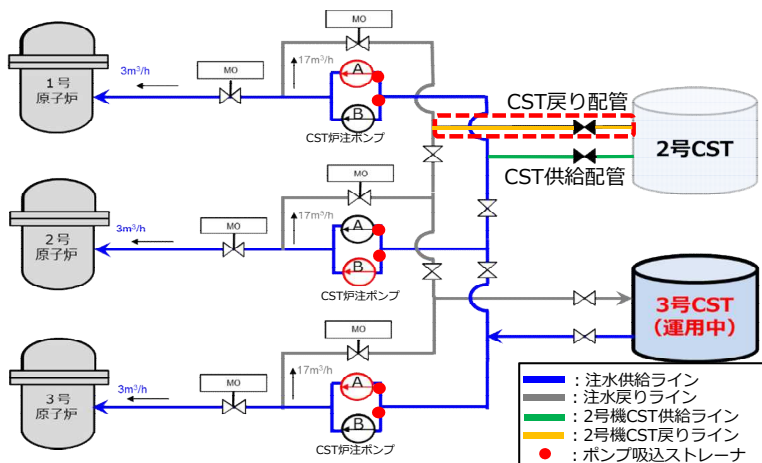 MO
1号
原子炉
3m³/h
MO
17m³/h
A
B
CST炉注ポンプ
CST戻り配管
2号CST
CST供給配管
MO
2号
原子炉
3m³/h
MO
17m³/h
A
B
CST炉注ポンプ
3号CST
(運用中)
MO
3号
原子炉
3m³/h
MO
17m³/h
A
B
CST炉注ポンプ
:注水供給ライン
:注水戻りライン
:2号機CST供給ライン
:2号機CST戻りライン
:ポンプ吸込ストレーナ